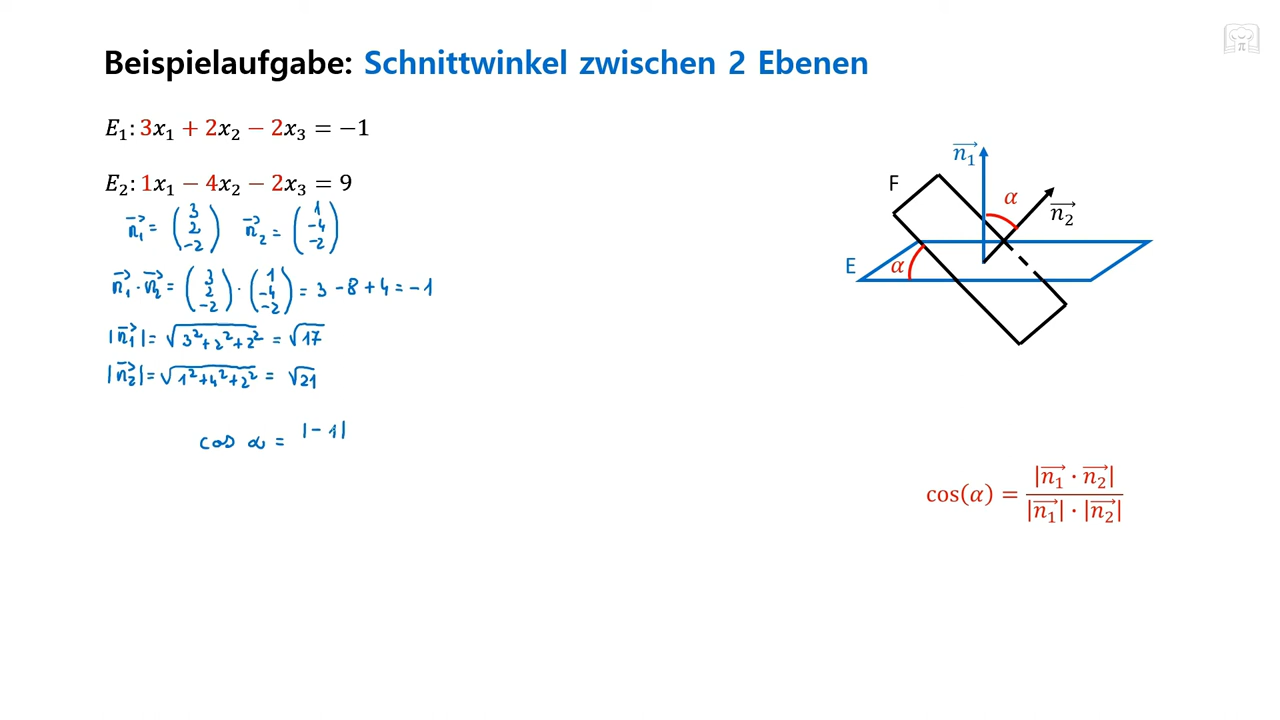 Beispielaufgabe: Schnittwinkel zwischen 2 Ebenen
E₁: 3x₁ + 2x₂ − 2x₃ = −1
E₂: 1x₁ − 4x₂ − 2x₃ = 9
n₁⃗ = (3 2 −2) n₂⃗ = (1 −4 −2)
n₁⃗ · n₂⃗ = (3 2 −2) · (1 −4 −2) = 3 − 8 + 4 = −1
|n₁⃗| = √(3² + 2² + 2²) = √17
|n₂⃗| = √(1² + 4² + 2²) = √21
cos α = |−1|
n₁⃗
F
α
n₂⃗
E
α
cos(α) = |n₁⃗ · n₂⃗| / (|n₁⃗| · |n₂⃗|)
π